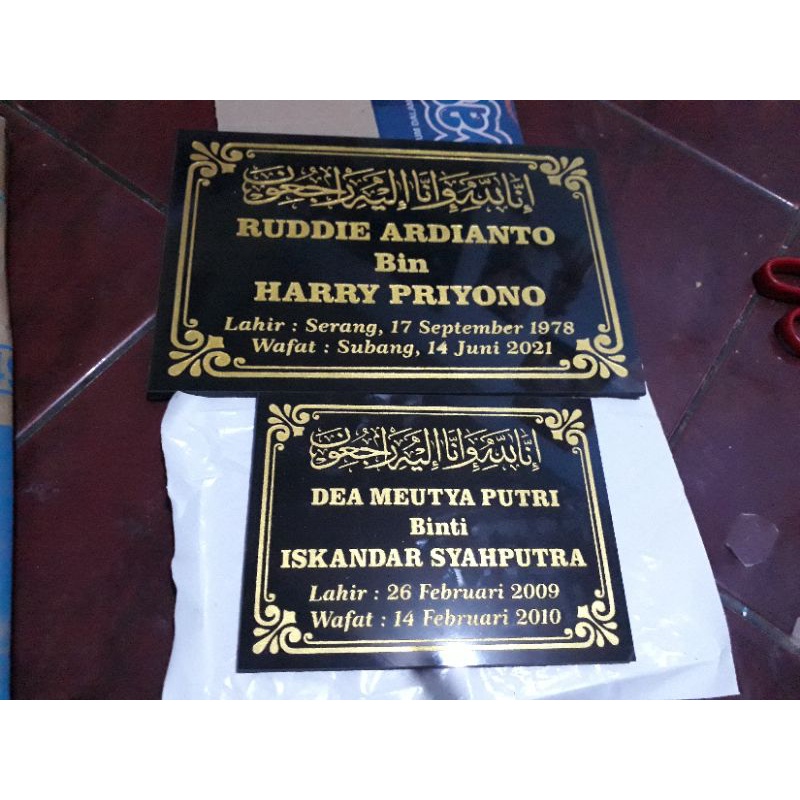 إنا لله وإنا إليه راجعون
RUDDIE ARDIANTO
Bin
HARRY PRIYONO
Lahir : Serang, 17 September 1978
Wafat : Subang, 14 Juni 2021
إنا لله وإنا إليه راجعون
DEA MEUTYA PUTRI
Binti
ISKANDAR SYAHPUTRA
Lahir : 26 Februari 2009
Wafat : 14 Februari 2010